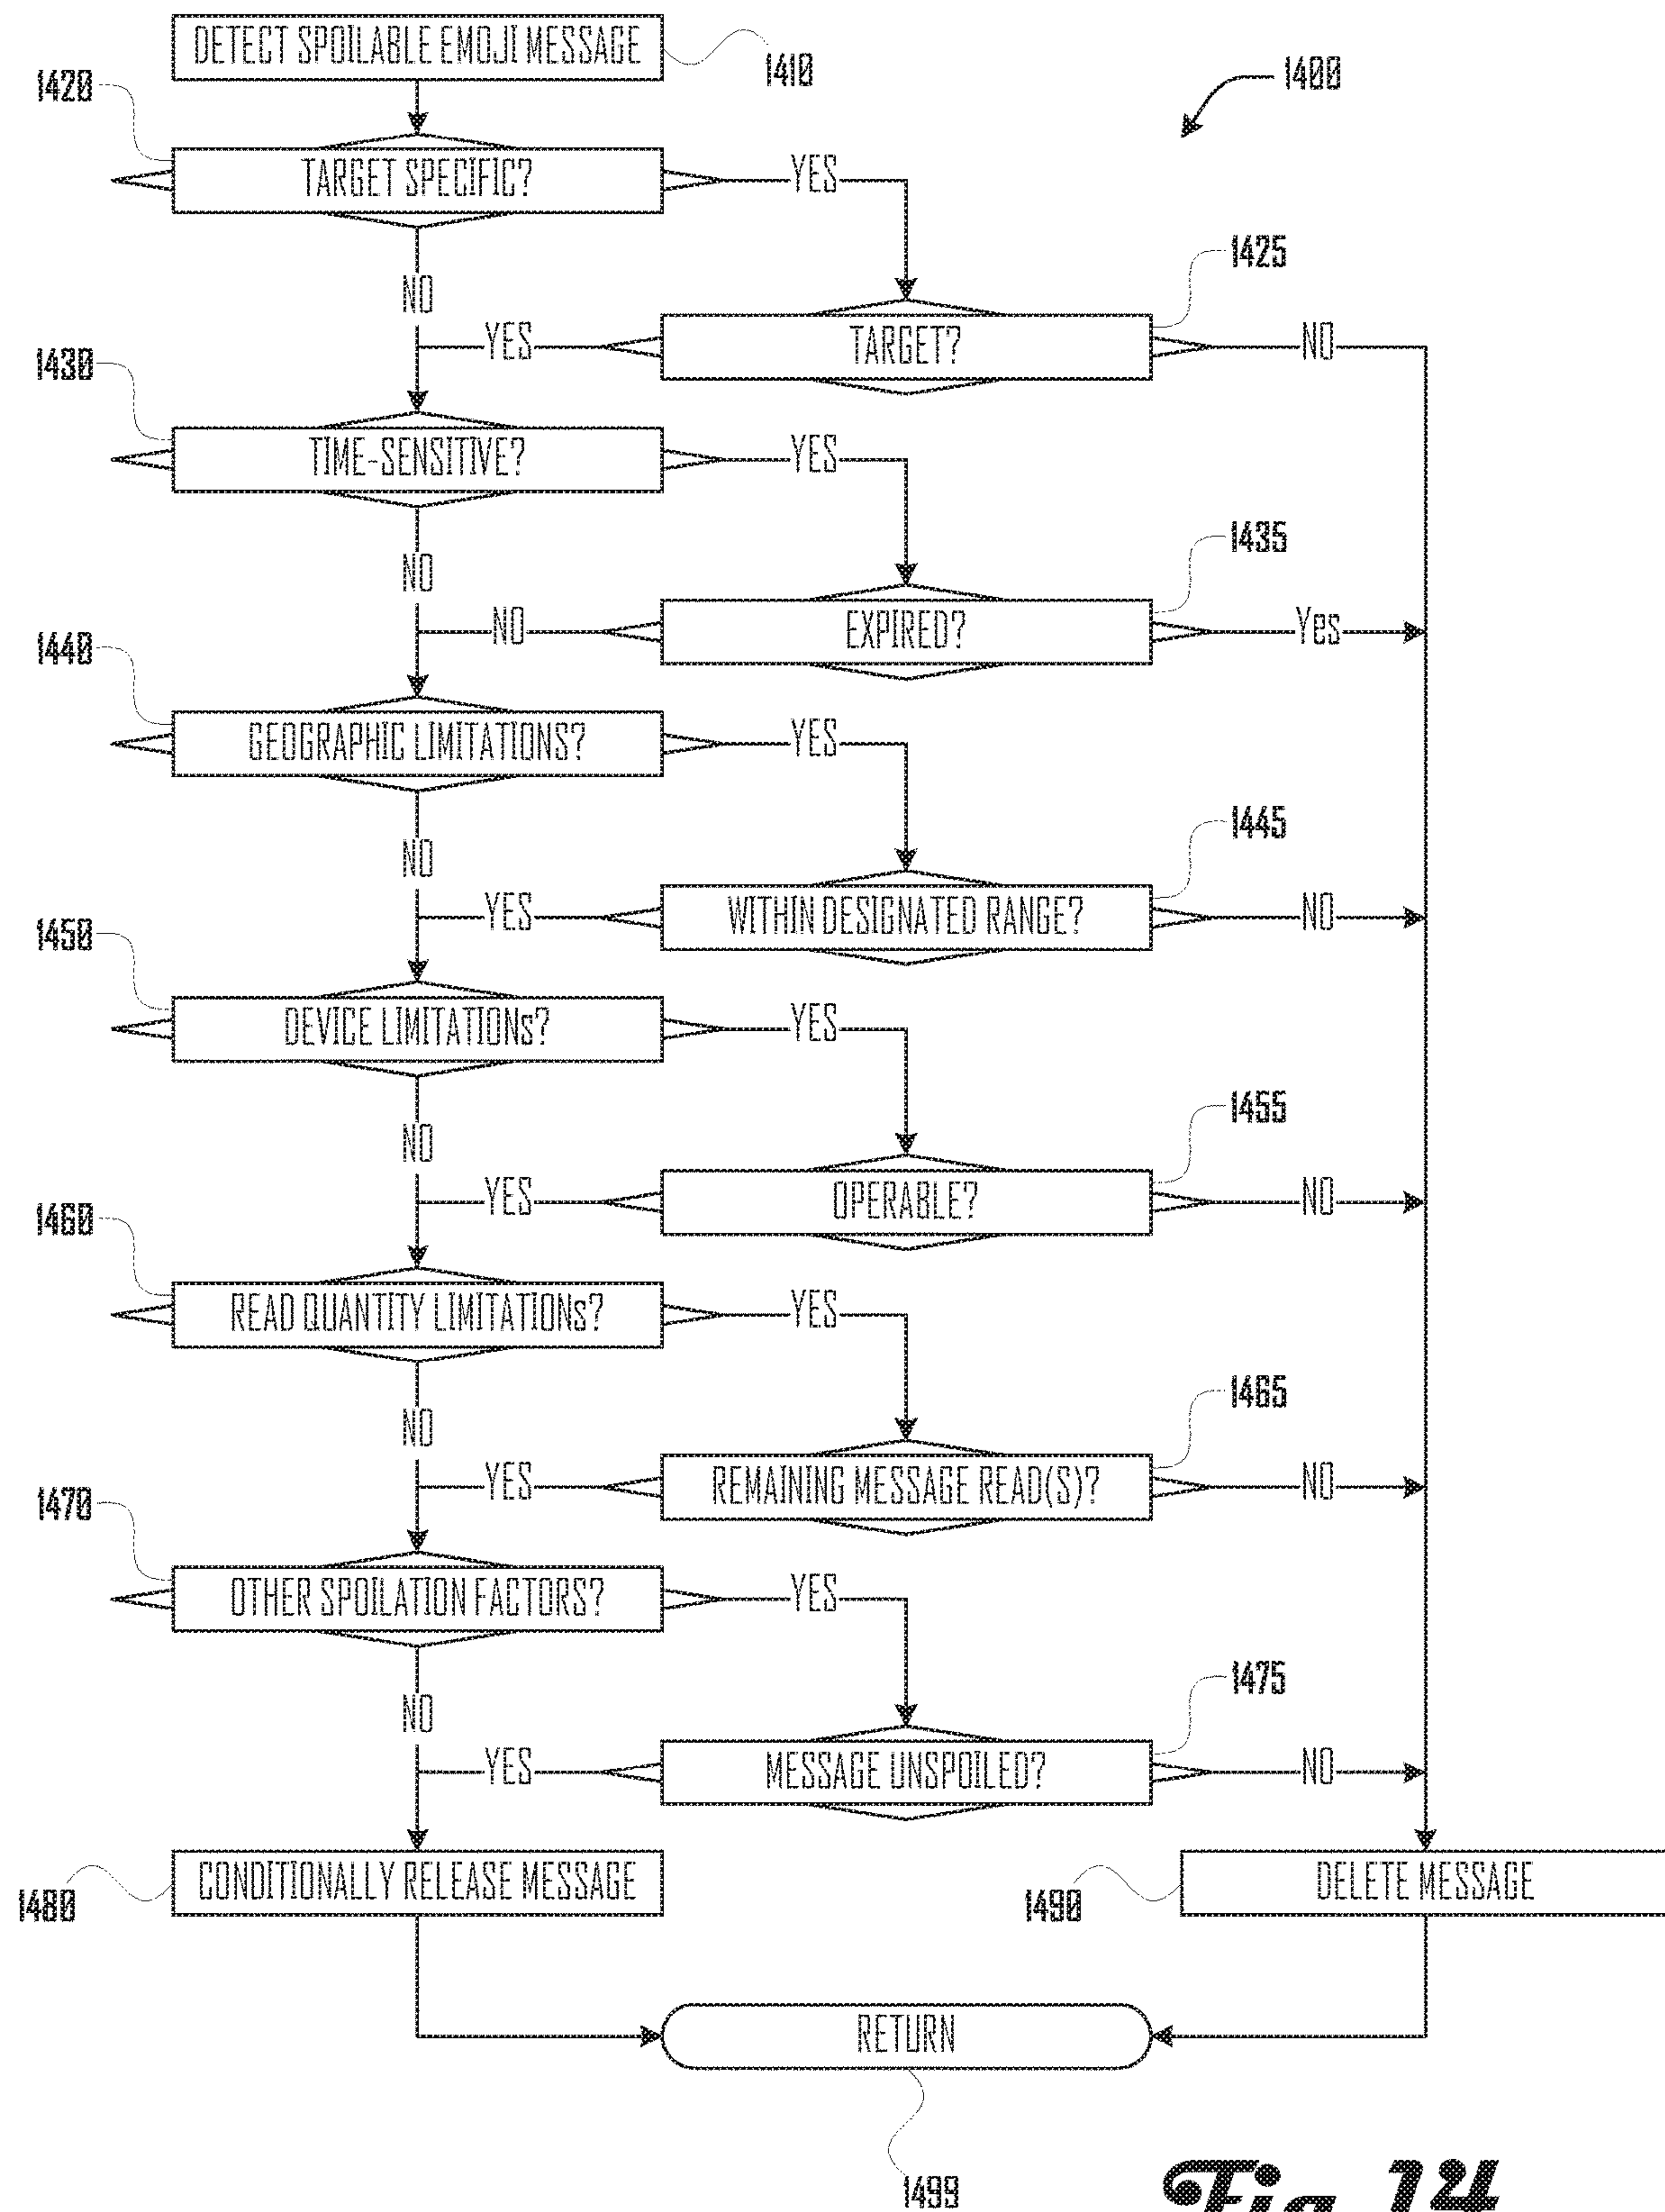 DETECT SPOILABLE EMOJI MESSAGE
1410
1400
1420
TARGET SPECIFIC?
YES
NO
1425
TARGET?
YES
NO
1430
TIME-SENSITIVE?
YES
NO
1435
EXPIRED?
NO
Yes
1440
GEOGRAPHIC LIMITATIONS?
YES
NO
1445
WITHIN DESIGNATED RANGE?
YES
NO
1450
DEVICE LIMITATIONs?
YES
NO
1455
OPERABLE?
YES
NO
1460
READ QUANTITY LIMITATIONs?
YES
NO
1465
REMAINING MESSAGE READ(S)?
YES
NO
1470
OTHER SPOILATION FACTORS?
YES
NO
1475
MESSAGE UNSPOILED?
YES
NO
CONDITIONALLY RELEASE MESSAGE
1480
DELETE MESSAGE
1490
RETURN
1499
Fig. 14